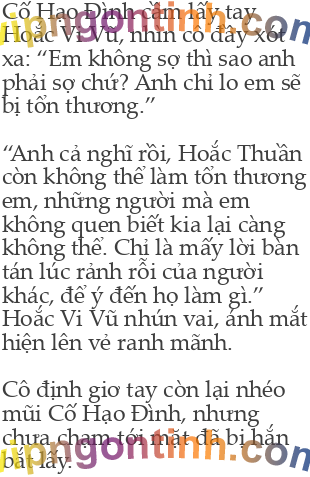 Cố Hạo Đình cầm lấy tay
vipngontinh.com
Hoắc Vi Vũ, nhìn cô đầy xót
xa: “Em không sợ thì sao anh
phải sợ chứ? Anh chỉ lo em sẽ
bị tổn thương.”
“Anh cả nghĩ rồi, Hoắc Thuần
còn không thể làm tổn thương
em, những người mà em
không quen biết kia lại càng
không thể. Chỉ là mấy lời bàn
tán lúc rảnh rỗi của người
khác, để ý đến họ làm gì.”
Hoắc Vi Vũ nhún vai, ánh mắt
hiện lên vẻ ranh mãnh.
Cô định giơ tay còn lại nhéo
mũi Cố Hạo Đình, nhưng
chưa chạm tới mặt đã bị hắn
vipngontinh.com
bắt lấy.